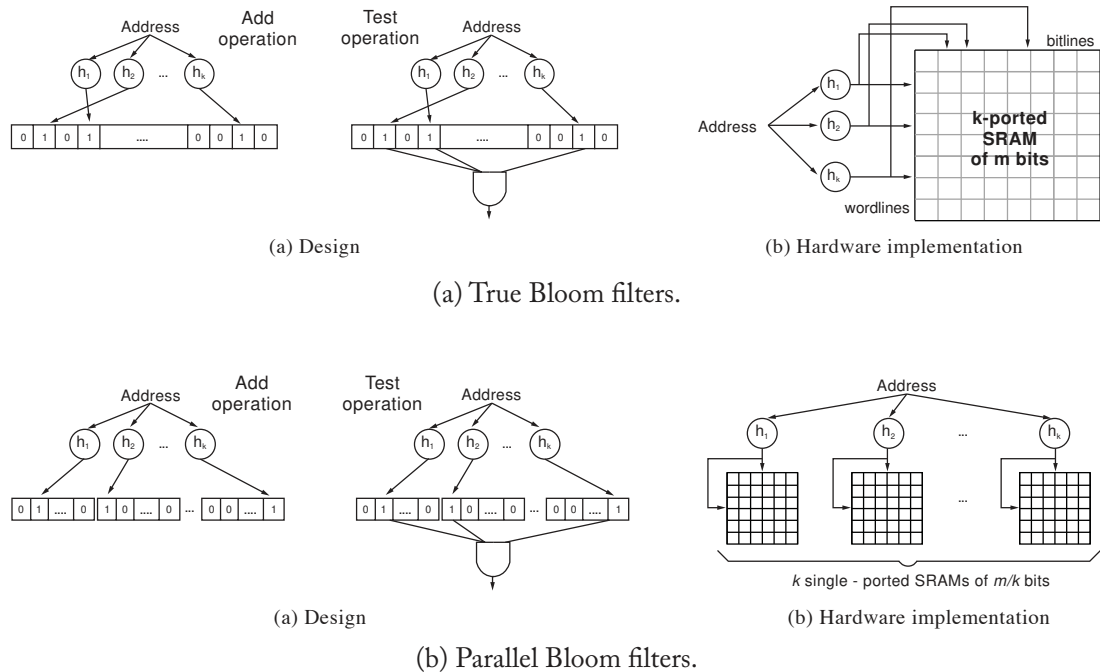 Address
Add
operation
h1 h2 ... hk
0 1 0 1 .... 0 0 1 0
Test
operation
Address
h1 h2 ... hk
0 1 0 1 .... 0 0 1 0
(a) Design
bitlines
Address
h1
h2
hk
k-ported
SRAM
of m bits
wordlines
(b) Hardware implementation
(a) True Bloom filters.
Address
Add
operation
h1 h2 ... hk
0 1 .... 0 1 0 .... 0 ... 0 0 .... 1
Test
operation
Address
h1 h2 ... hk
0 1 .... 0 1 0 .... 0 ... 0 0 .... 1
(a) Design
Address
h1 h2 ... hk
...
k single - ported SRAMs of m/k bits
(b) Hardware implementation
(b) Parallel Bloom filters.